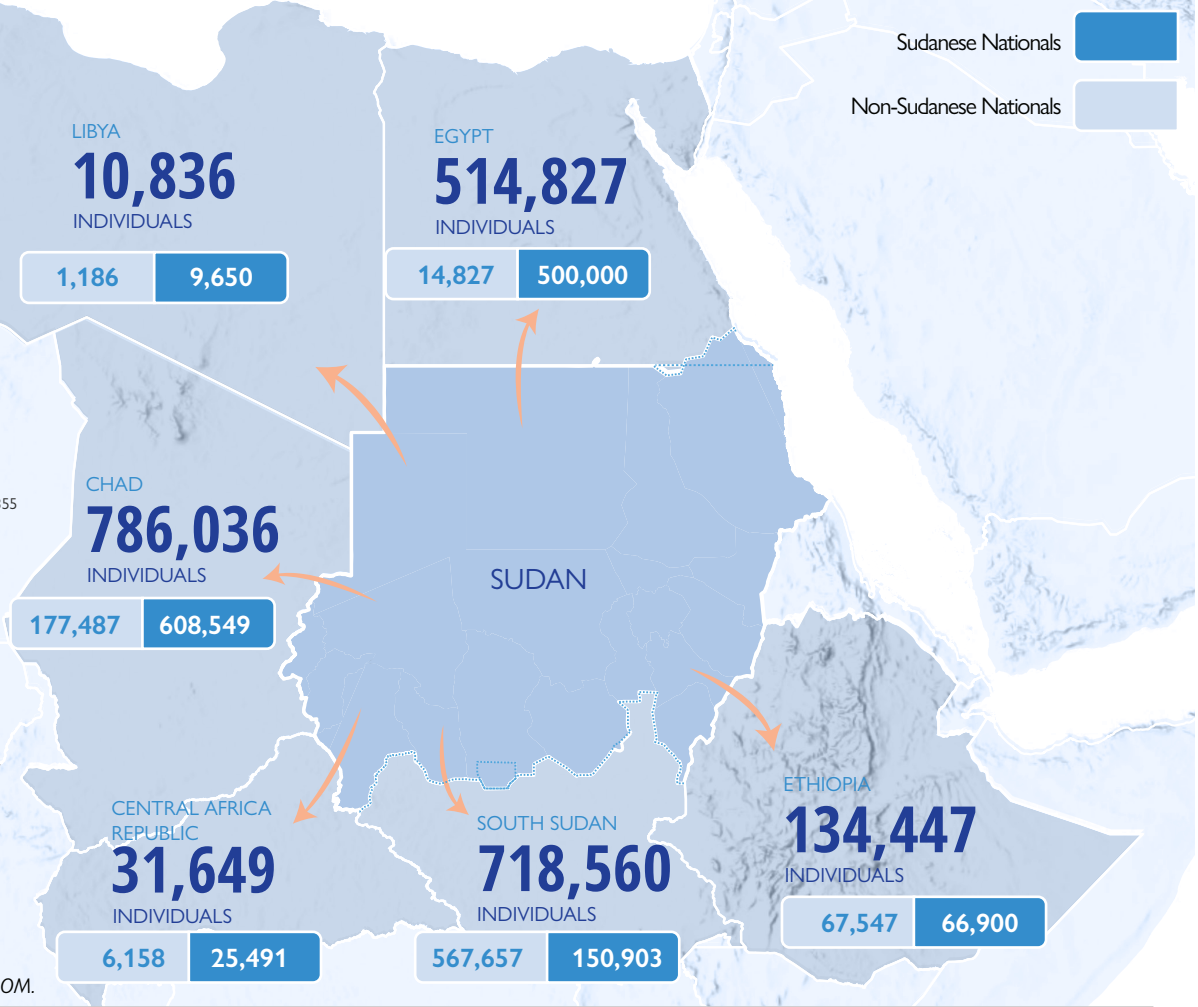 Sudanese Nationals
Non-Sudanese Nationals
LIBYA
10,836
INDIVIDUALS
1,186 9,650
EGYPT
514,827
INDIVIDUALS
14,827 500,000
CHAD
786,036
INDIVIDUALS
177,487 608,549
SUDAN
CENTRAL AFRICA
REPUBLIC
31,649
INDIVIDUALS
6,158 25,491
SOUTH SUDAN
718,560
INDIVIDUALS
567,657 150,903
ETHIOPIA
134,447
INDIVIDUALS
67,547 66,900
OM.